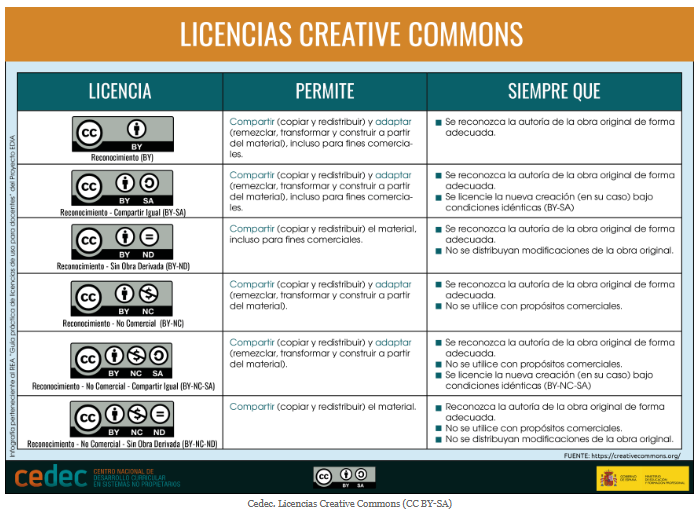 LICENCIAS CREATIVE COMMONS
LICENCIA
PERMITE
SIEMPRE QUE
BY
Reconocimiento (BY)
Compartir (copiar y redistribuir) y adaptar
(remezclar, transformar y construir a partir
del material), incluso para fines comercia-
les.
Se reconozca la autoría de la obra original de forma
adecuada.
BY SA
Reconocimiento - Compartir Igual (BY-SA)
Compartir (copiar y redistribuir) y adaptar
(remezclar, transformar y construir a partir
del material), incluso para fines comercia-
les.
Se reconozca la autoría de la obra original de forma
adecuada.
Se licencie la nueva creación (en su caso) bajo
condiciones idénticas (BY-SA)
BY ND
Reconocimiento - Sin Obra Derivada (BY-ND)
Compartir (copiar y redistribuir) el material,
incluso para fines comerciales.
Se reconozca la autoría de la obra original de forma
adecuada.
No se distribuyan modificaciones de la obra original.
BY NC
Reconocimiento - No Comercial (BY-NC)
Compartir (copiar y redistribuir) y adaptar
(remezclar, transformar y construir a partir
del material).
Se reconozca la autoría de la obra original de forma
adecuada.
No se utilice con propósitos comerciales.
BY NC SA
Reconocimiento - No Comercial - Compartir Igual (BY-NC-SA)
Compartir (copiar y redistribuir) y adaptar
(remezclar, transformar y construir a partir
del material).
Se reconozca la autoría de la obra original de forma
adecuada.
No se utilice con propósitos comerciales.
Se licencie la nueva creación (en su caso) bajo
condiciones idénticas (BY-NC-SA)
BY NC ND
Reconocimiento - No Comercial - Sin Obra Derivada (BY-NC-ND)
Compartir (copiar y redistribuir) el material.
Reconozca la autoría de la obra original de forma
adecuada.
No se utilice con propósitos comerciales.
No se distribuyan modificaciones de la obra original.
Infografía perteneciente al REA "Guía práctica de licencias de uso para docentes" del Proyecto EDIA
FUENTE: https://creativecommons.org/
cedec
CENTRO NACIONAL DE
DESARROLLO CURRICULAR
EN SISTEMAS NO PROPIETARIOS
cc
BY SA
GOBIERNO
DE ESPAÑA
MINISTERIO
DE EDUCACIÓN
Y FORMACIÓN PROFESIONAL
Cedec. Licencias Creative Commons (CC BY-SA)